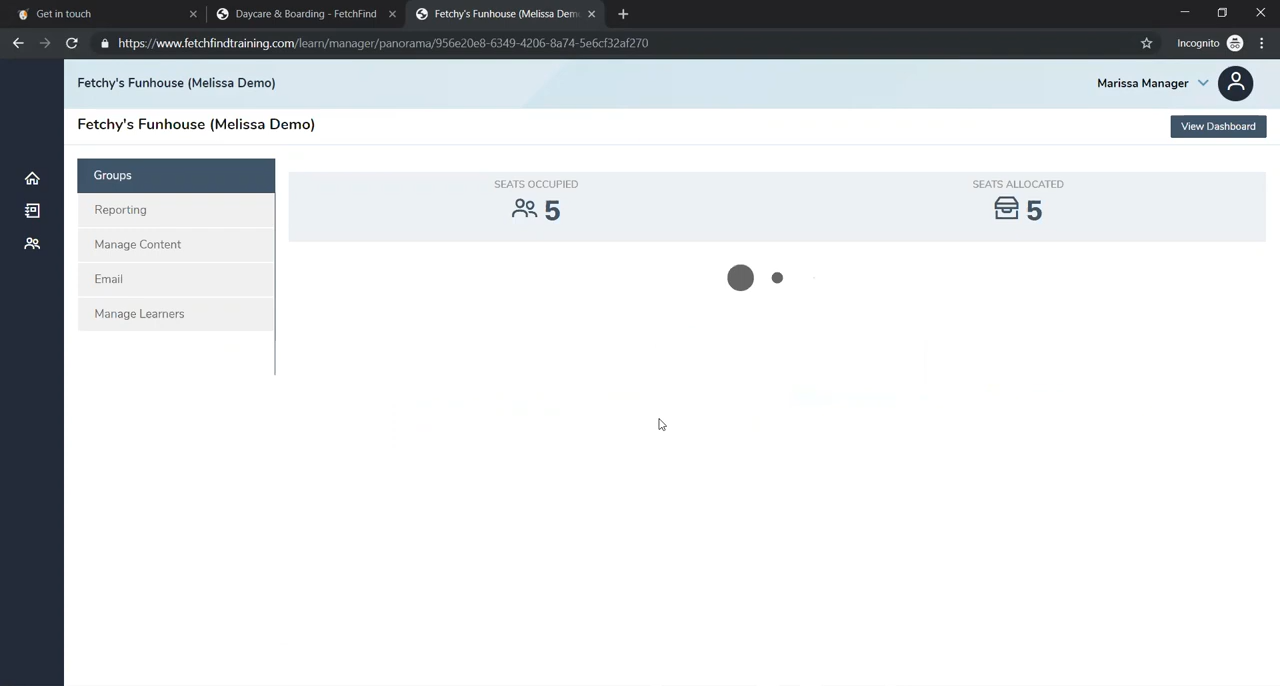 Get in touch
Daycare & Boarding - FetchFind
Fetchy's Funhouse (Melissa Dem
https://www.fetchfindtraining.com/learn/manager/panorama/956e20e8-6349-4206-8a74-5e6cf32af270
Incognito
Fetchy's Funhouse (Melissa Demo)
Marissa Manager
Fetchy's Funhouse (Melissa Demo)
View Dashboard
Groups
Reporting
Manage Content
Email
Manage Learners
SEATS OCCUPIED
5
SEATS ALLOCATED
5